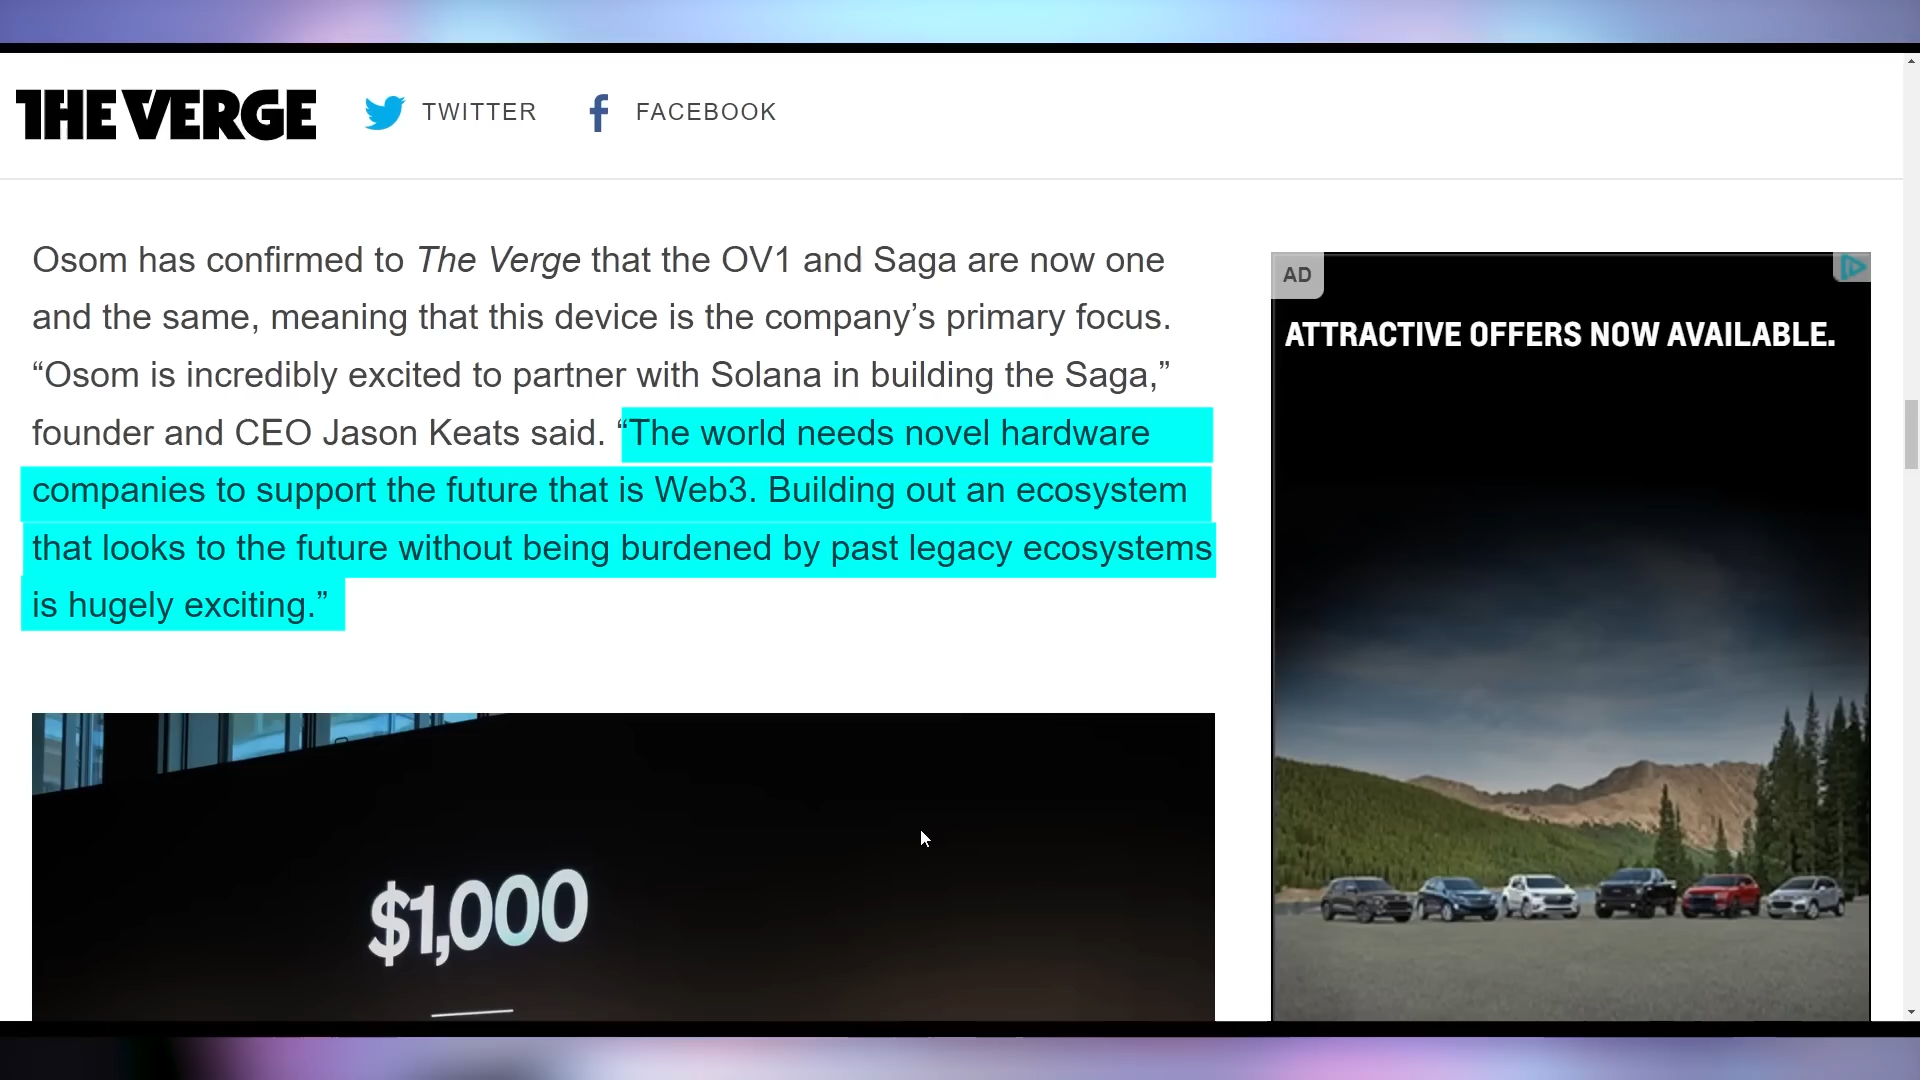 THE VERGE TWITTER FACEBOOK
Osom has confirmed to The Verge that the OV1 and Saga are now one
and the same, meaning that this device is the company’s primary focus.
“Osom is incredibly excited to partner with Solana in building the Saga,”
founder and CEO Jason Keats said. “The world needs novel hardware
companies to support the future that is Web3. Building out an ecosystem
that looks to the future without being burdened by past legacy ecosystems
is hugely exciting.”
$1,000
AD
ATTRACTIVE OFFERS NOW AVAILABLE.